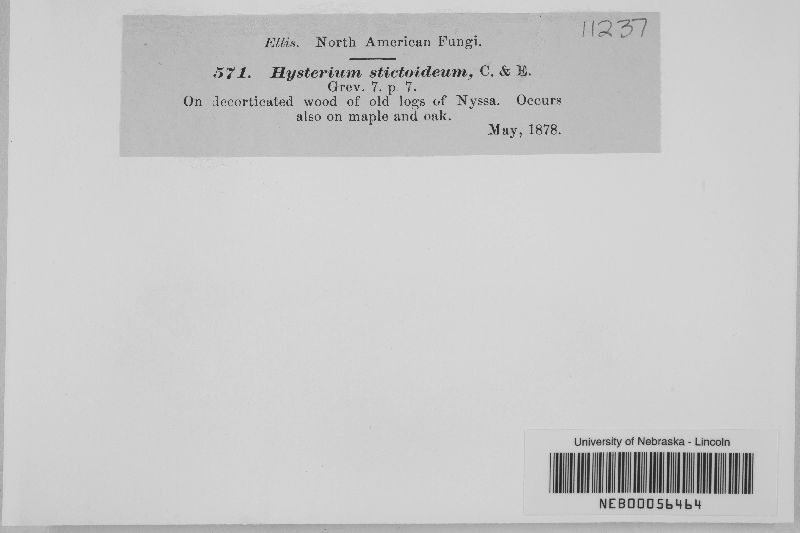 11237
Ellis. North American Fungi.
571. Hysterium stictoideum, C. & E.
Grev. 7. p. 7.
On decorticated wood of old logs of Nyssa. Occurs
also on maple and oak.
May, 1878.
University of Nebraska - Lincoln
NEB00056464